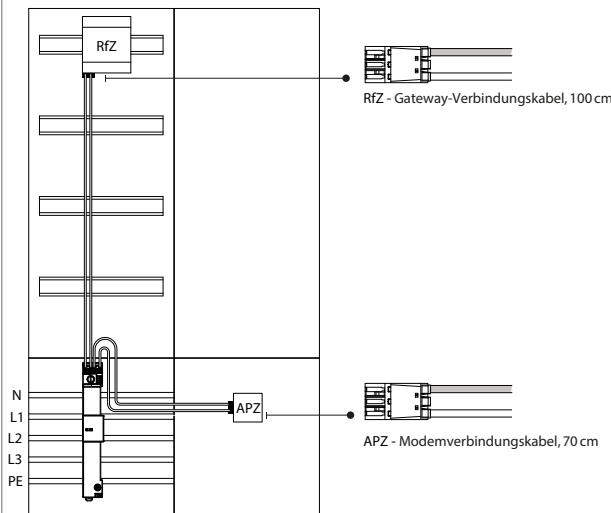 RfZ
RfZ - Gateway-Verbindungskabel, 100 cm
N
L1
L2
L3
PE
APZ
APZ - Modemverbindungskabel, 70 cm